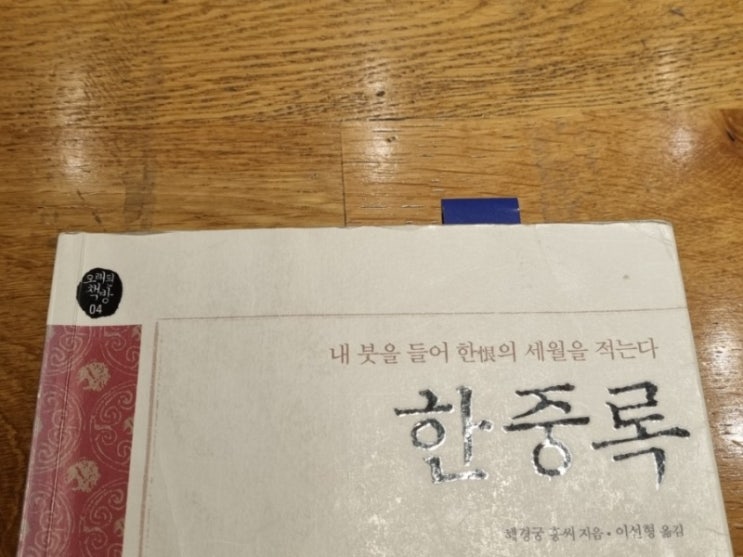 오래된
책방
04
내 붓을 들어 한恨의 세월을 적는다
한중록
혜경궁 홍씨 지음 · 이선형 옮김